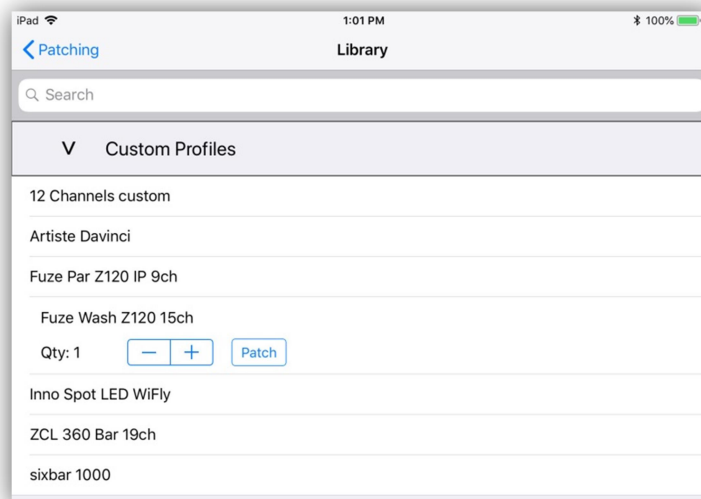 iPad 1:01 PM 100%
Patching Library
Search
V Custom Profiles
12 Channels custom
Artiste Davinci
Fuze Par Z120 IP 9ch
Fuze Wash Z120 15ch
Qty: 1 − + Patch
Inno Spot LED WiFly
ZCL 360 Bar 19ch
sixbar 1000